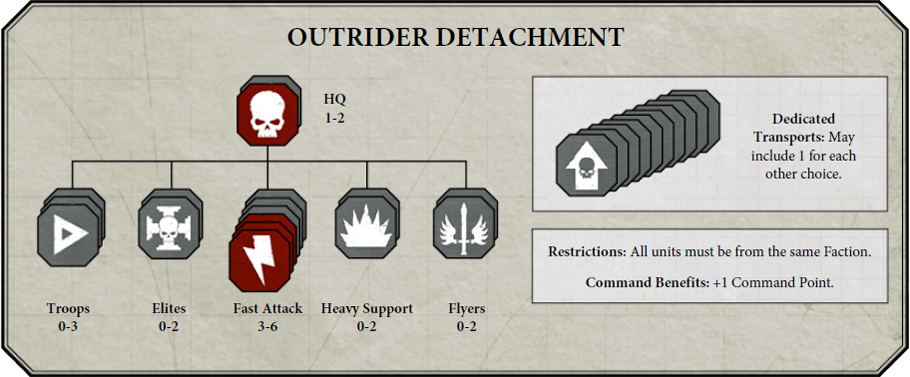 OUTRIDER DETACHMENT
HQ
1-2
Dedicated
Transports: May
include 1 for each
other choice.
Restrictions: All units must be from the same Faction.
Command Benefits: +1 Command Point.
Troops
0-3
Elites
0-2
Fast Attack
3-6
Heavy Support
0-2
Flyers
0-2